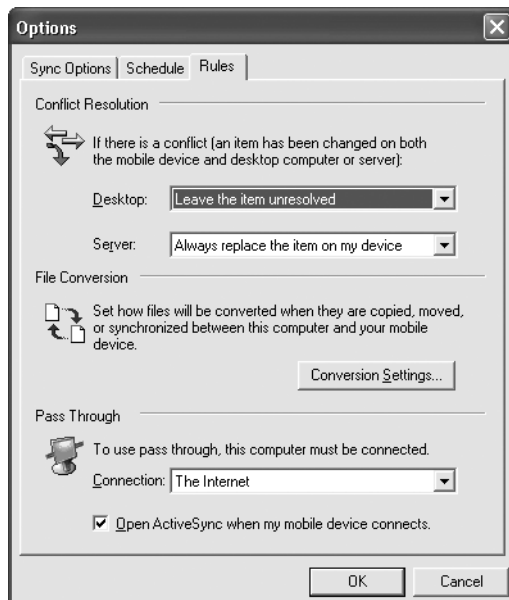 Options
Sync Options Schedule Rules
Conflict Resolution
If there is a conflict (an item has been changed on both
the mobile device and desktop computer or server):
Desktop: Leave the item unresolved
Server: Always replace the item on my device
File Conversion
Set how files will be converted when they are copied, moved,
or synchronized between this computer and your mobile
device.
Conversion Settings...
Pass Through
To use pass through, this computer must be connected.
Connection: The Internet
Open ActiveSync when my mobile device connects.
OK Cancel